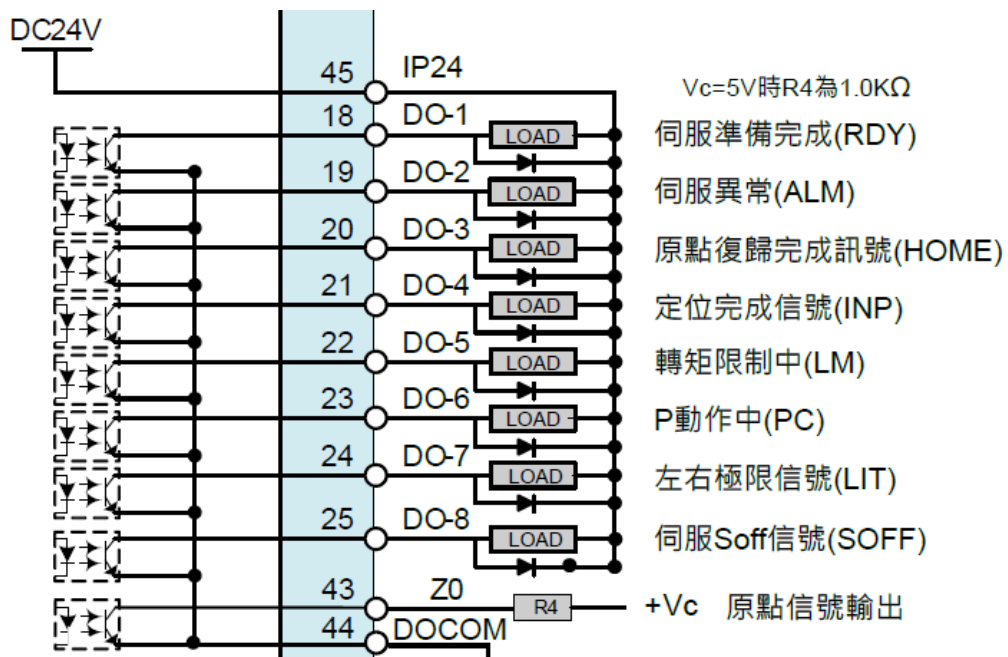 DC24V
45 IP24
Vc=5V時R4為1.0KΩ
18 DO-1 LOAD 伺服準備完成(RDY)
19 DO-2 LOAD 伺服異常(ALM)
20 DO-3 LOAD 原點復歸完成訊號(HOME)
21 DO-4 LOAD 定位完成信號(INP)
22 DO-5 LOAD 轉矩限制中(LM)
23 DO-6 LOAD P動作中(PC)
24 DO-7 LOAD 左右極限信號(LIT)
25 DO-8 LOAD 伺服Soff信號(SOFF)
43 Z0 R4 +Vc 原點信號輸出
44 DOCOM